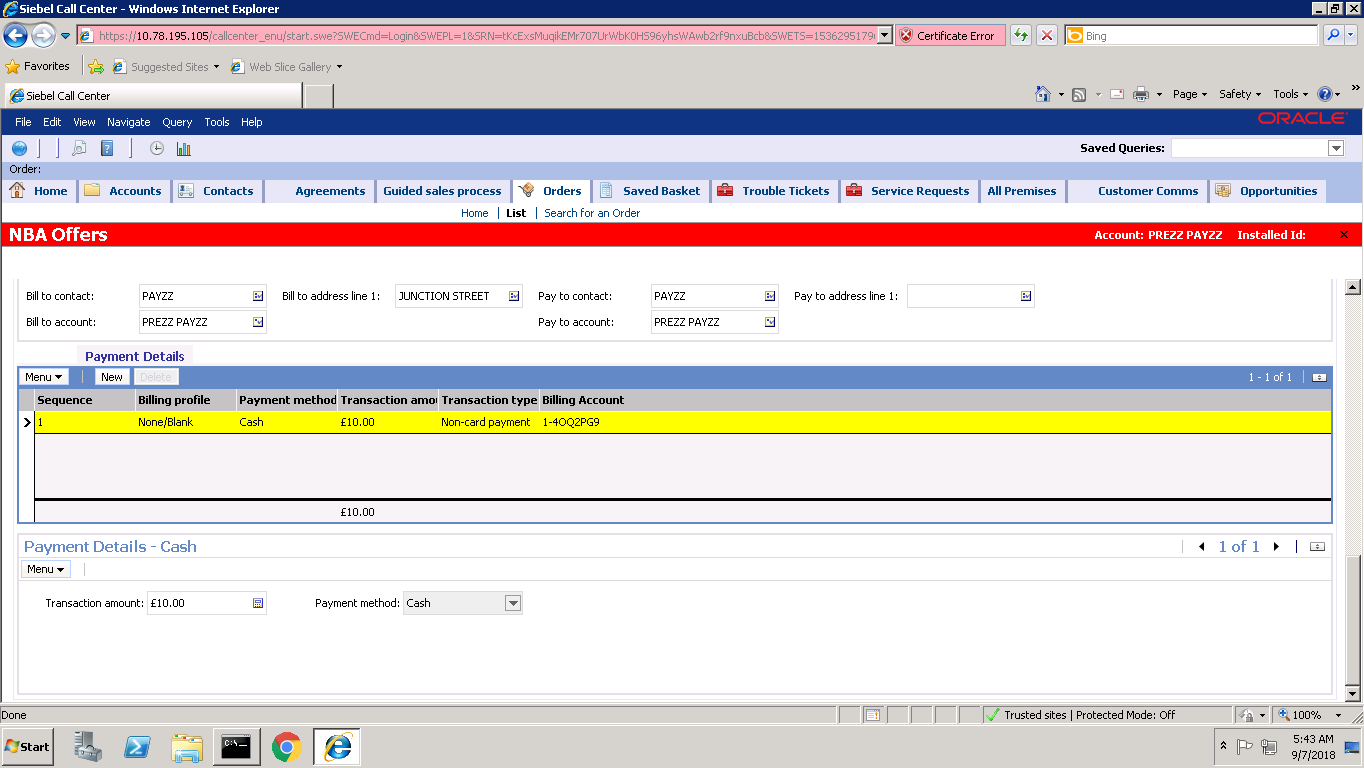 Siebel Call Center - Windows Internet Explorer
https://10.78.195.105/callcenter_enu/start.swe?SWECmd=Login&SWEPL=1&SRN=tKcExsMuqikEMr707UrWbK0HS96yhsWAwb2rf9nxuBcb&SWETS=1536295179 Certificate Error Bing
Favorites Suggested Sites Web Slice Gallery
Siebel Call Center Page Safety Tools
File Edit View Navigate Query Tools Help ORACLE
Saved Queries:
Order:
Home Accounts Contacts Agreements Guided sales process Orders Saved Basket Trouble Tickets Service Requests All Premises Customer Comms Opportunities
Home List Search for an Order
NBA Offers Account: PREZZ PAYZZ Installed Id:
Bill to contact: PAYZZ Bill to address line 1: JUNCTION STREET Pay to contact: PAYZZ Pay to address line 1:
Bill to account: PREZZ PAYZZ Pay to account: PREZZ PAYZZ
Payment Details
Menu New Delete 1 - 1 of 1
Sequence Billing profile Payment method Transaction amou Transaction type Billing Account
1 None/Blank Cash £10.00 Non-card payment 1-4OQ2PG9
£10.00
Payment Details - Cash 1 of 1
Menu
Transaction amount: £10.00 Payment method: Cash
Done Trusted sites | Protected Mode: Off 100%
Start 5:43 AM
9/7/2018